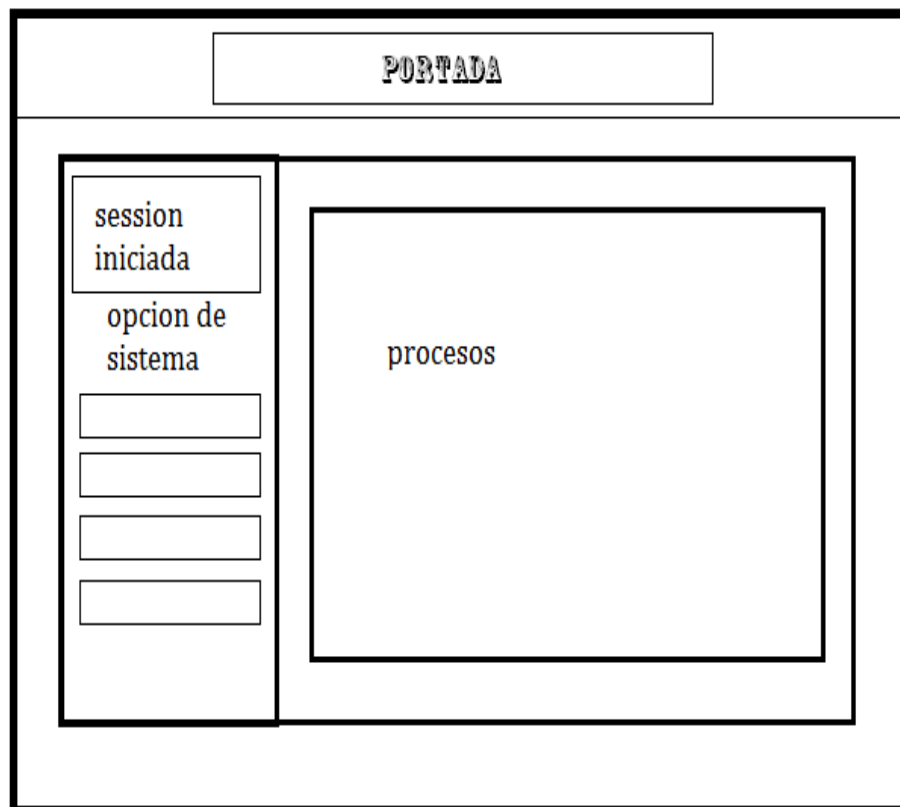 PORTADA
session
iniciada
opcion de
sistema
procesos